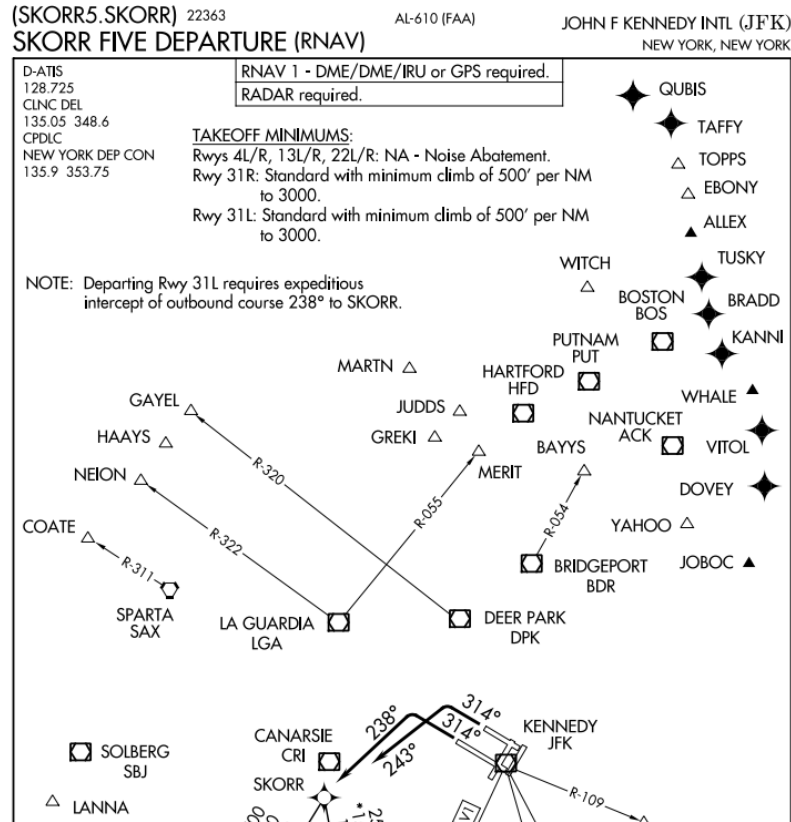 (SKORR5.SKORR) 22363
AL-610 (FAA)
JOHN F KENNEDY INTL (JFK)
SKORR FIVE DEPARTURE (RNAV)
NEW YORK, NEW YORK
D-ATIS
128.725
CLNC DEL
135.05 348.6
CPDLC
NEW YORK DEP CON
135.9 353.75
RNAV 1 - DME/DME/IRU or GPS required.
RADAR required.
TAKEOFF MINIMUMS:
Rwys 4L/R, 13L/R, 22L/R: NA - Noise Abatement.
Rwy 31R: Standard with minimum climb of 500' per NM
to 3000.
Rwy 31L: Standard with minimum climb of 500' per NM
to 3000.
NOTE: Departing Rwy 31L requires expeditious
intercept of outbound course 238° to SKORR.
QUBIS
TAFFY
TOPPS
EBONY
ALLEX
TUSKY
WITCH
BOSTON
BOS
BRADD
KANNI
PUTNAM
PUT
MARTN
HARTFORD
HFD
WHALE
GAYEL
JUDDS
NANTUCKET
ACK
HAAYS
GREKI
BAYYS
VITOL
NEION
R-320
MERIT
DOVEY
COATE
R-322
R-055
R-054
YAHOO
R-311
BRIDGEPORT
BDR
JOBOC
SPARTA
SAX
LA GUARDIA
LGA
DEER PARK
DPK
314°
238°
314°
243°
KENNEDY
JFK
CANARSIE
CRI
SOLBERG
SBJ
SKORR
R-109
LANNA